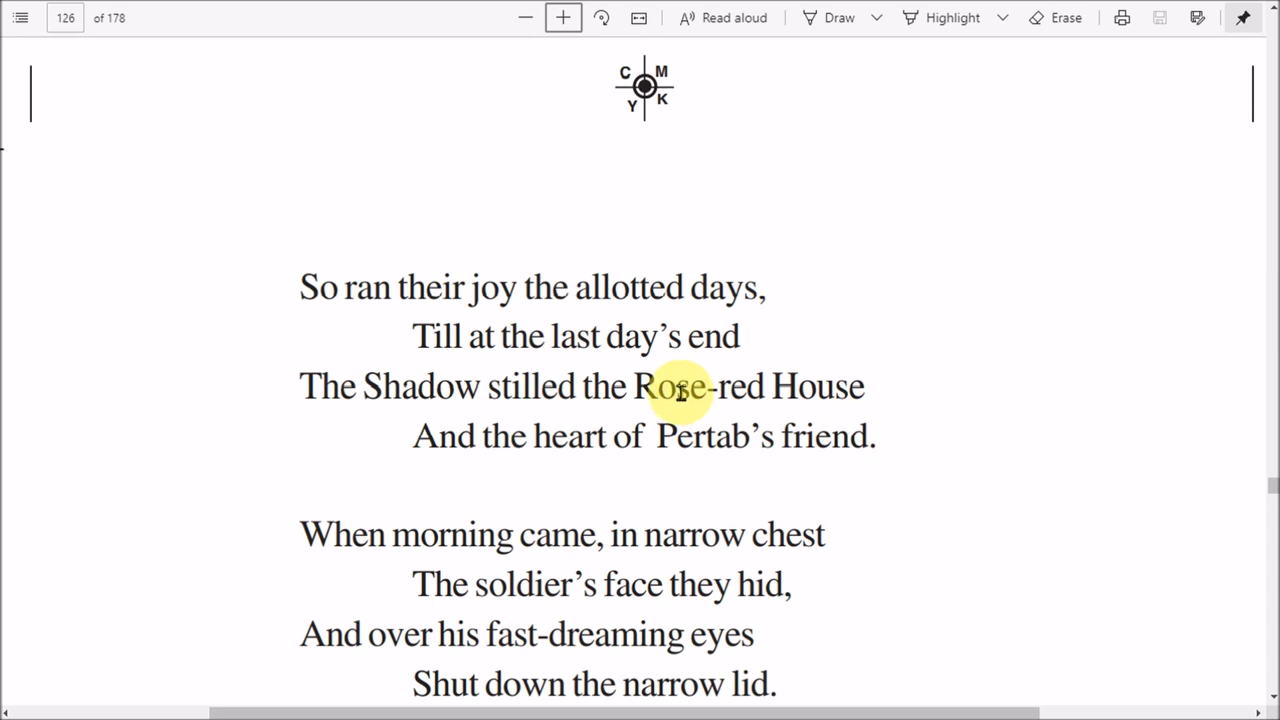 126 of 178 Read aloud Draw Highlight Erase
C M
Y K
So ran their joy the allotted days,
Till at the last day’s end
The Shadow stilled the Rose-red House
And the heart of Pertab’s friend.
When morning came, in narrow chest
The soldier’s face they hid,
And over his fast-dreaming eyes
Shut down the narrow lid.